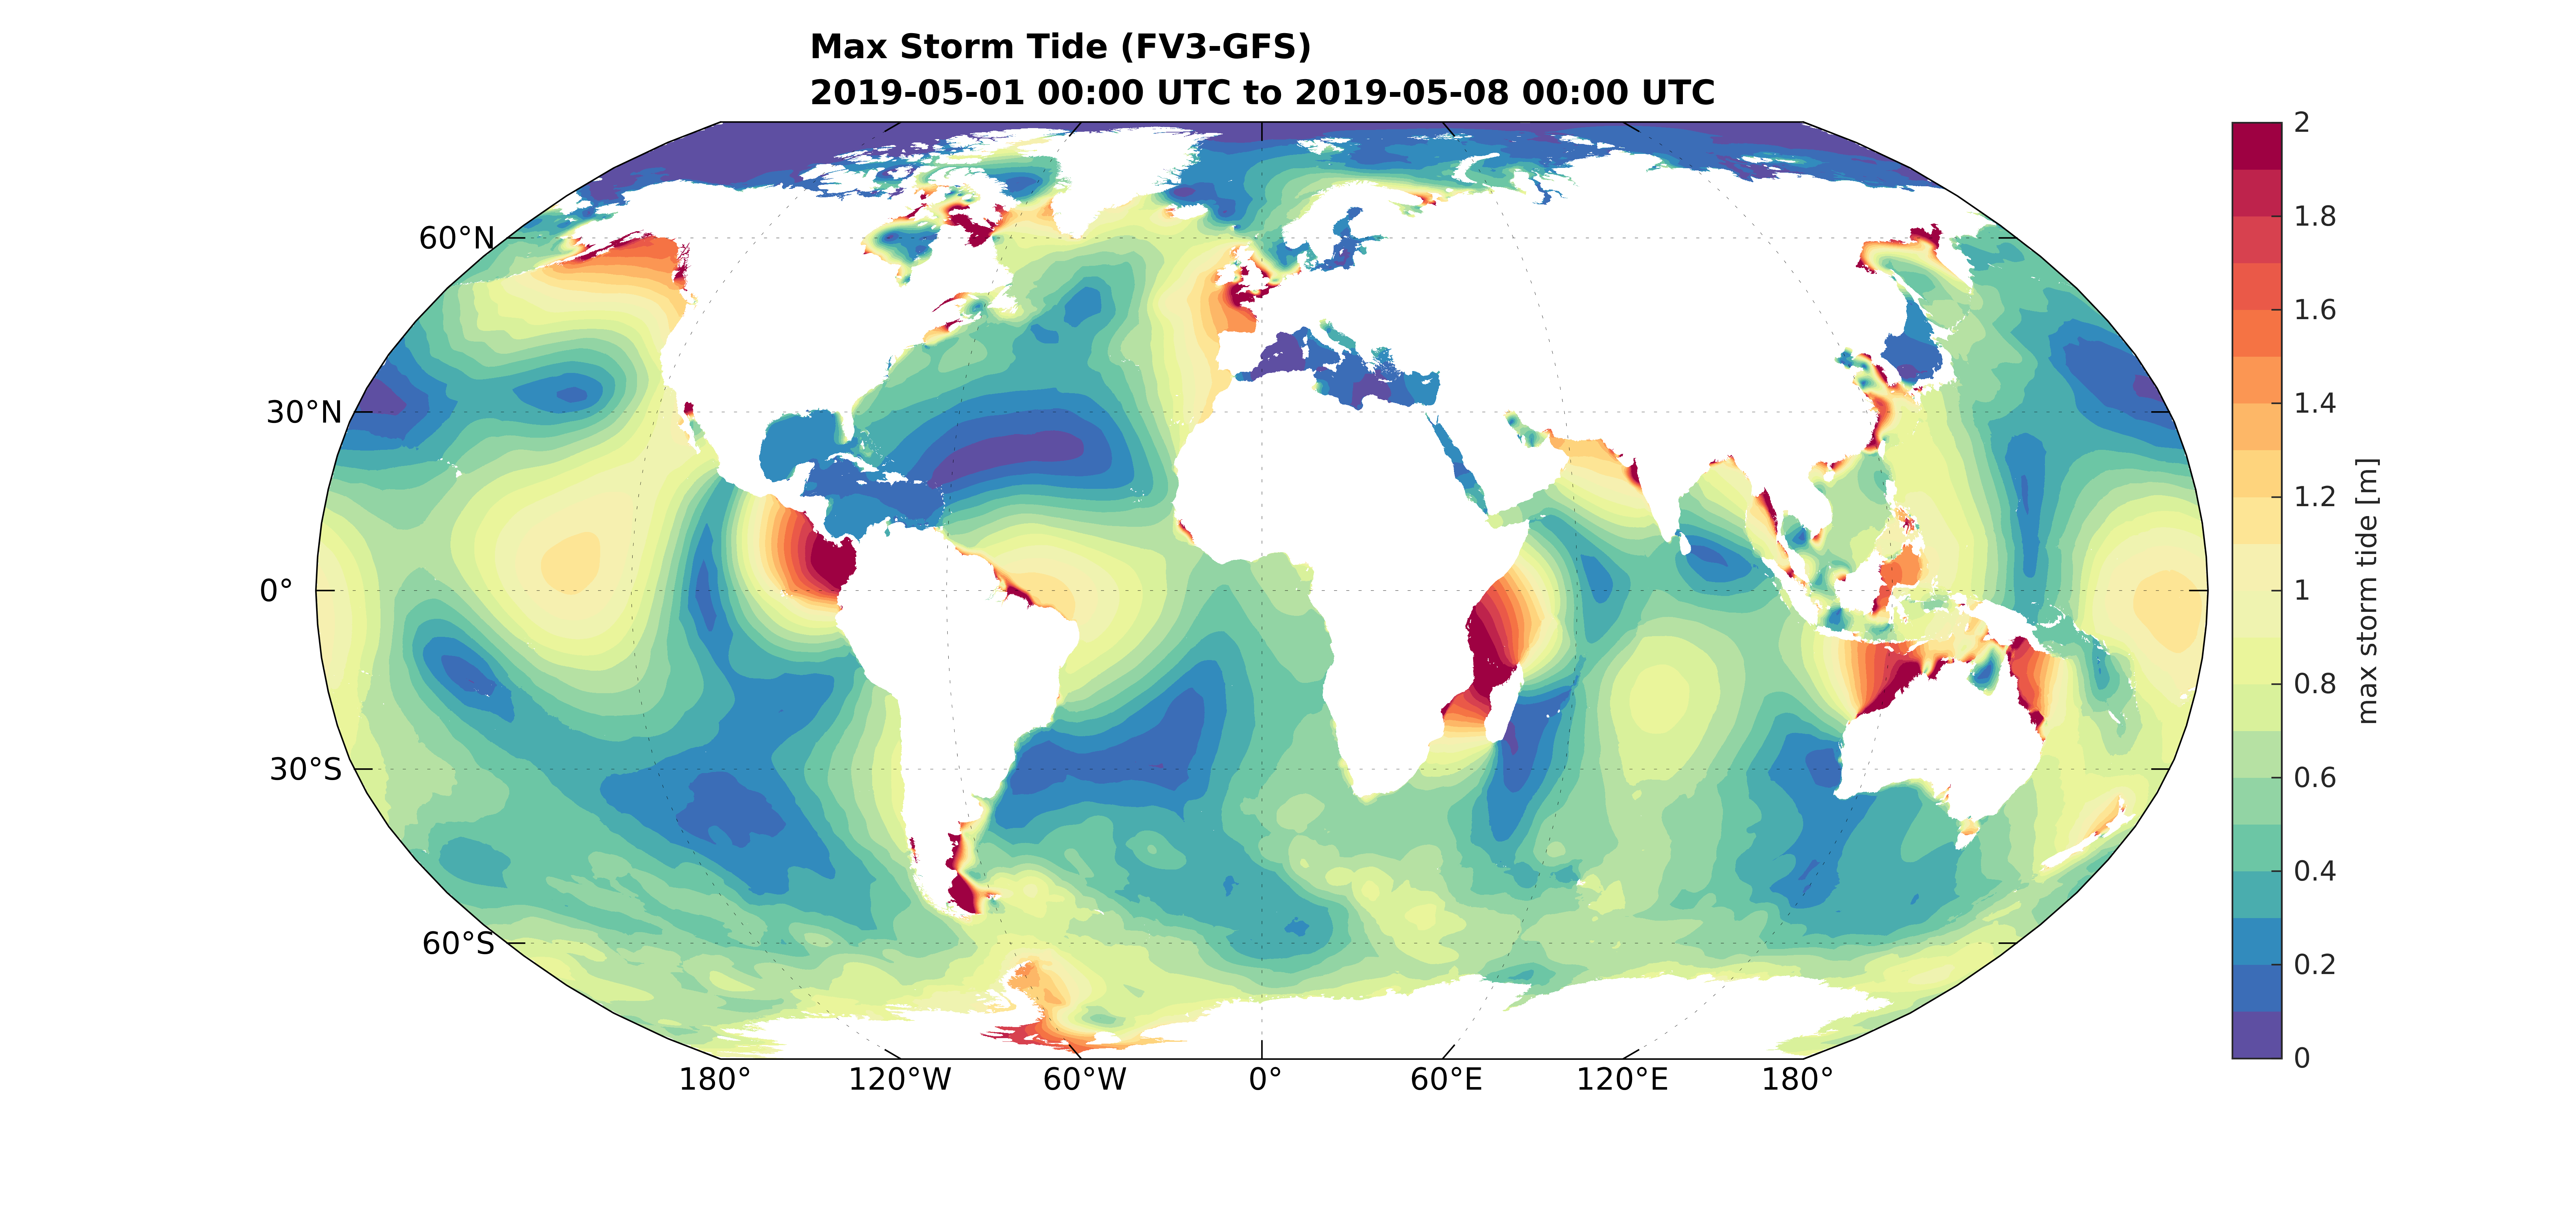 Max Storm Tide (FV3-GFS)
2019-05-01 00:00 UTC to 2019-05-08 00:00 UTC
60°N
30°N
0°
30°S
60°S
180°
120°W
60°W
0°
60°E
120°E
180°
2
1.8
1.6
1.4
1.2
1
0.8
0.6
0.4
0.2
0
max storm tide [m]